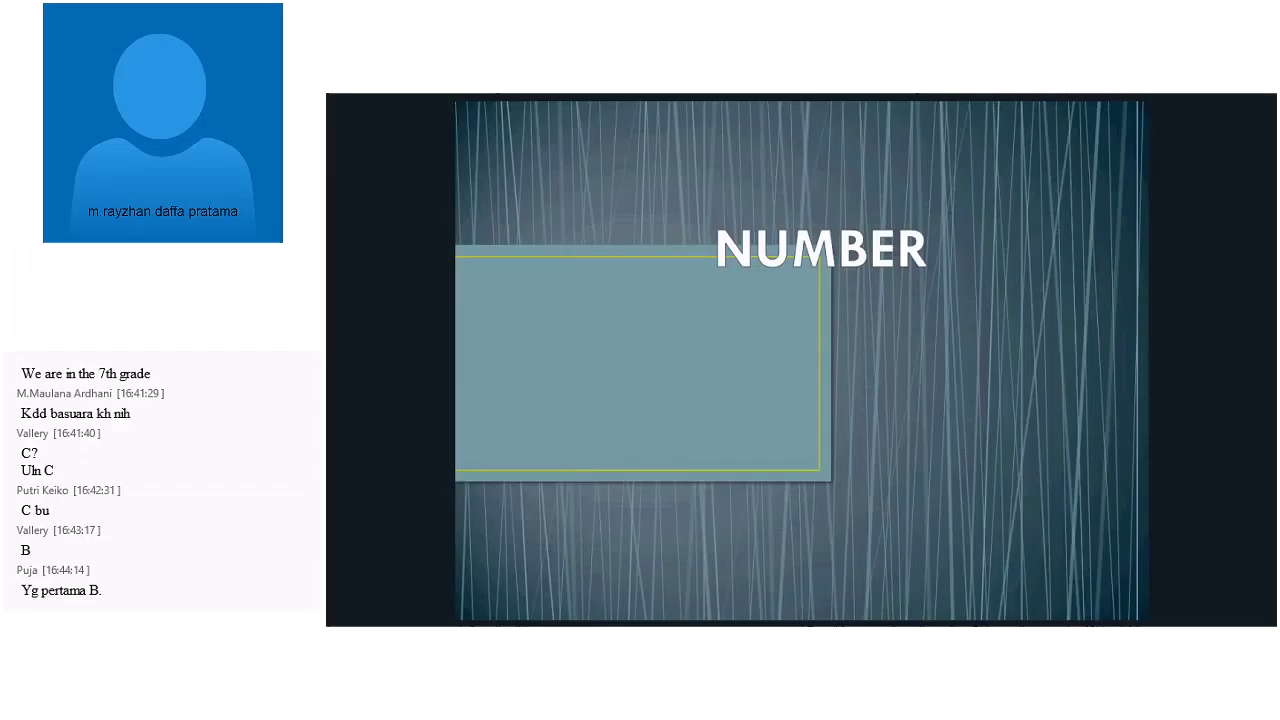 m.rayzhan daffa pratama
NUMBER
We are in the 7th grade
M.Maulana Ardhani [16:41:29]
Kdd basuara kh nih
Vallery [16:41:40]
C?
Uln C
Putri Keiko [16:42:31]
C bu
Vallery [16:43:17]
B
Puja [16:44:14]
Yg pertama B.